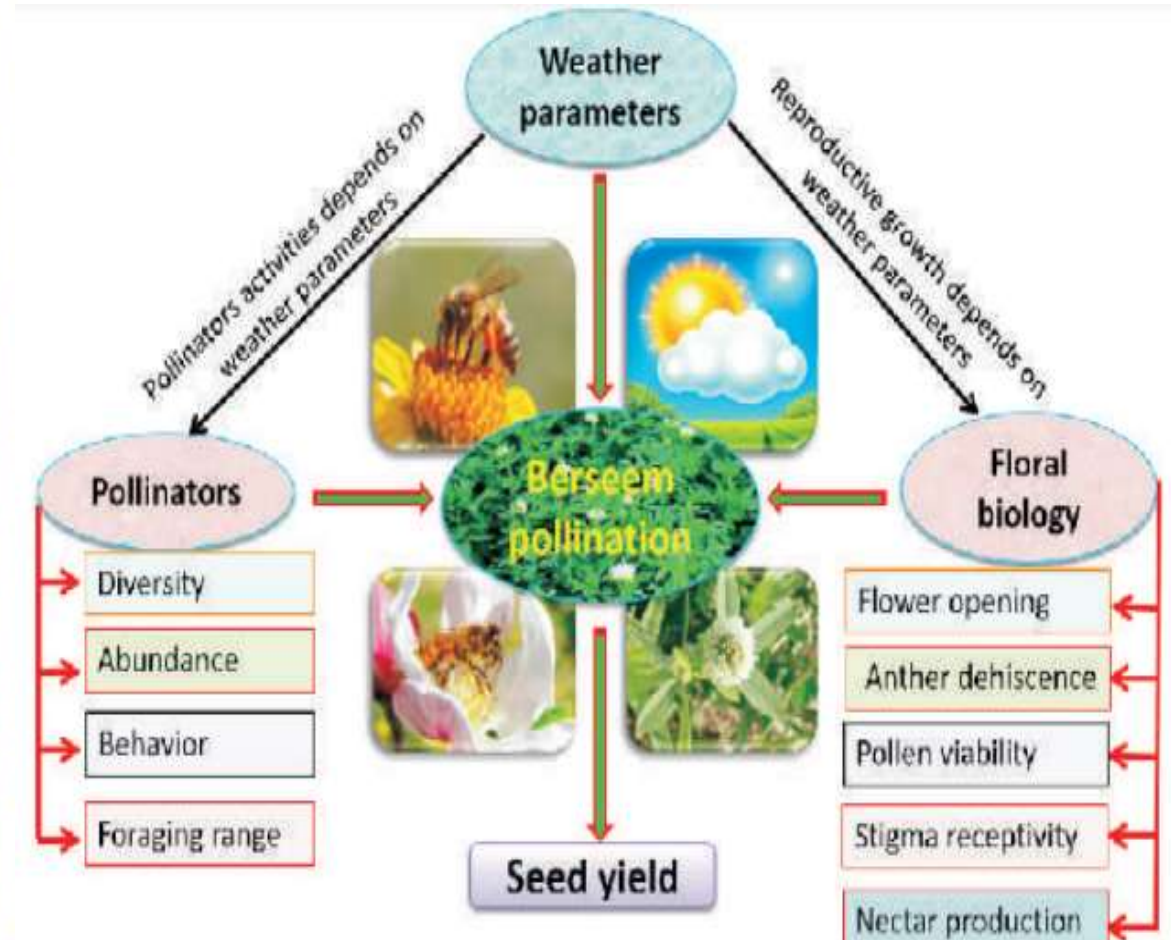 Weather
parameters
Pollinators activities depends on
weather parameters
Reproductive growth depends on
weather parameters
Pollinators
Berseem
pollination
Floral
biology
Diversity
Abundance
Behavior
Foraging range
Flower opening
Anther dehiscence
Pollen viability
Stigma receptivity
Nectar production
Seed yield